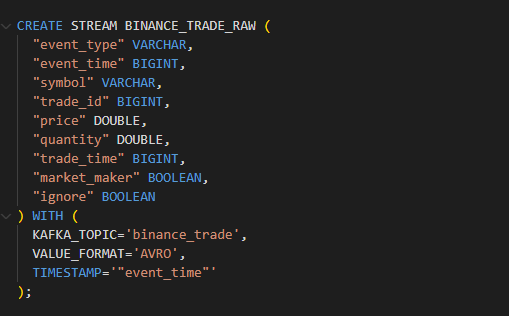 CREATE STREAM BINANCE_TRADE_RAW (
"event_type" VARCHAR,
"event_time" BIGINT,
"symbol" VARCHAR,
"trade_id" BIGINT,
"price" DOUBLE,
"quantity" DOUBLE,
"trade_time" BIGINT,
"market_maker" BOOLEAN,
"ignore" BOOLEAN
) WITH (
KAFKA_TOPIC='binance_trade',
VALUE_FORMAT='AVRO',
TIMESTAMP='"event_time"'
);